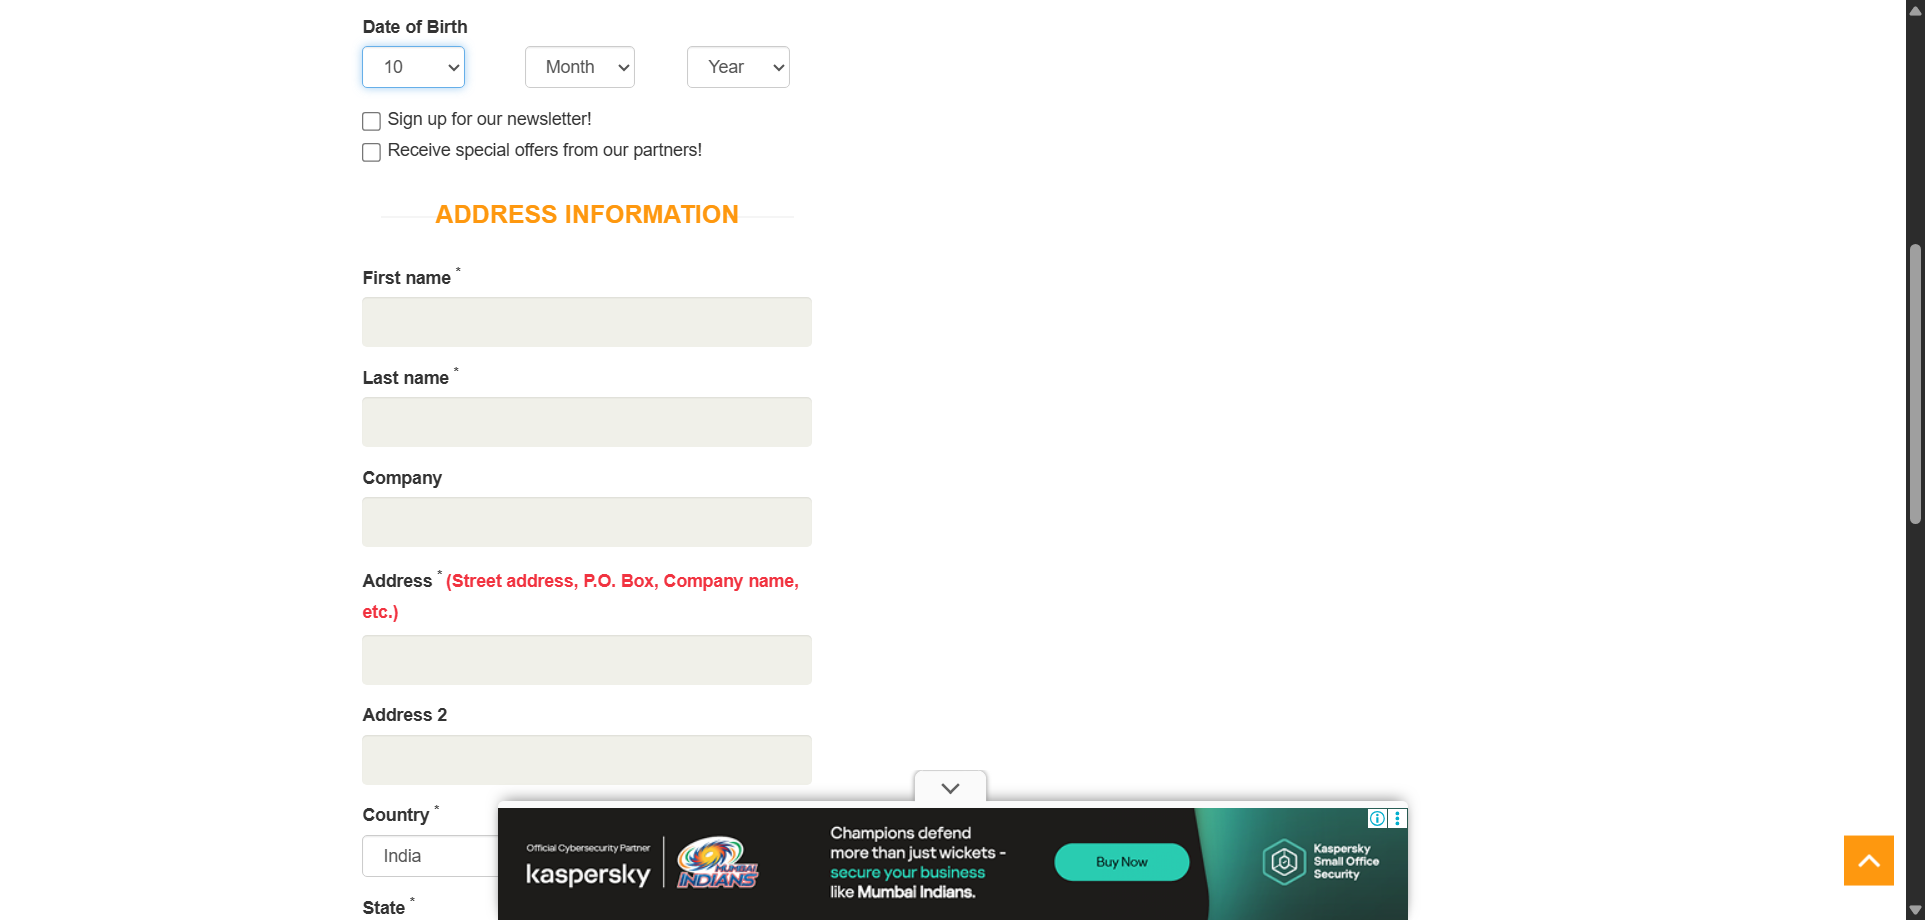 Date of Birth
10
Month
Year
Sign up for our newsletter!
Receive special offers from our partners!
ADDRESS INFORMATION
First name *
Last name *
Company
Address * (Street address, P.O. Box, Company name,
etc.)
Address 2
Country *
India
State *
Official Cybersecurity Partner
kaspersky
MUMBAI
INDIANS
Champions defend
more than just wickets -
secure your business
like Mumbai Indians.
Buy Now
Kaspersky
Small Office
Security